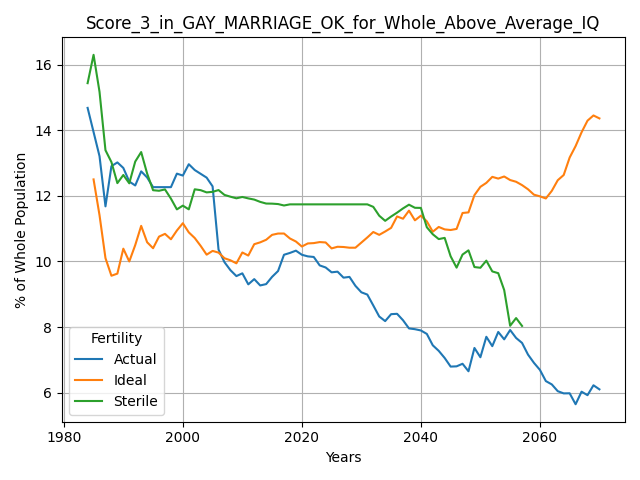 Score_3_in_GAY_MARRIAGE_OK_for_Whole_Above_Average_IQ
% of Whole Population
16
14
12
10
8
6
Fertility
Actual
Ideal
Sterile
1980 2000 2020 2040 2060
Years